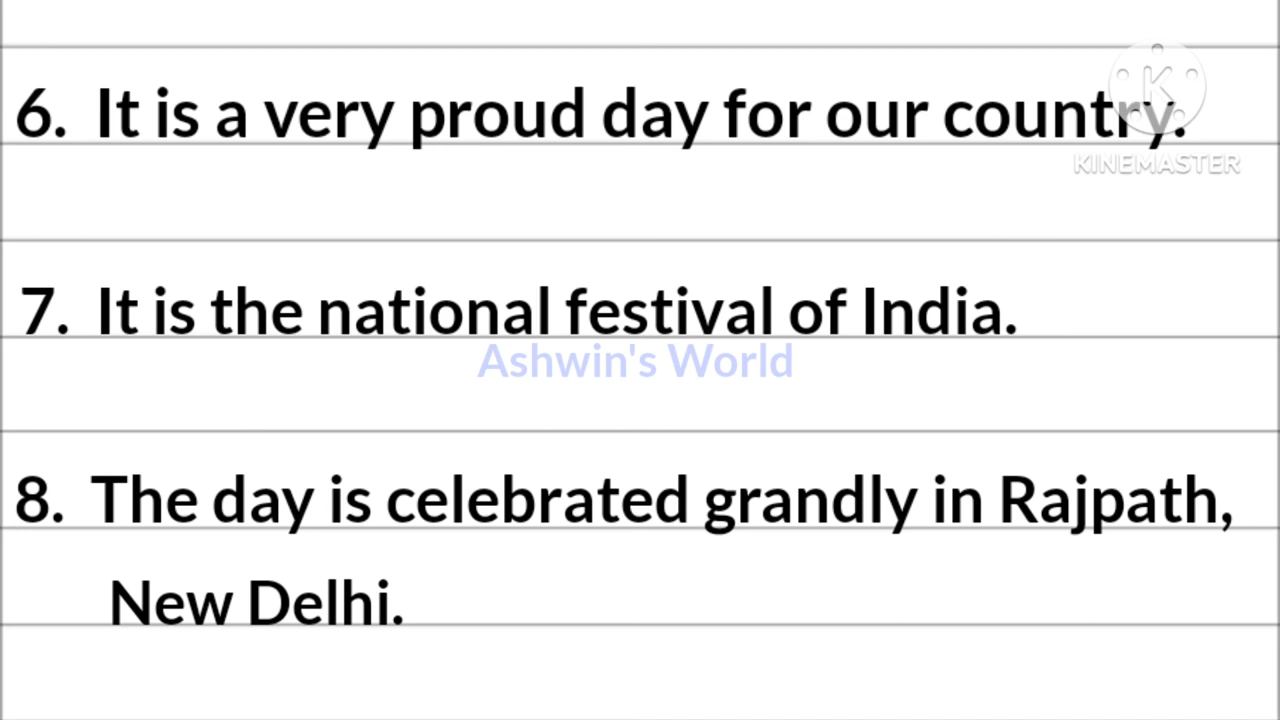 6. It is a very proud day for our country.
KINEMASTER
7. It is the national festival of India.
Ashwin's World
8. The day is celebrated grandly in Rajpath,
New Delhi.